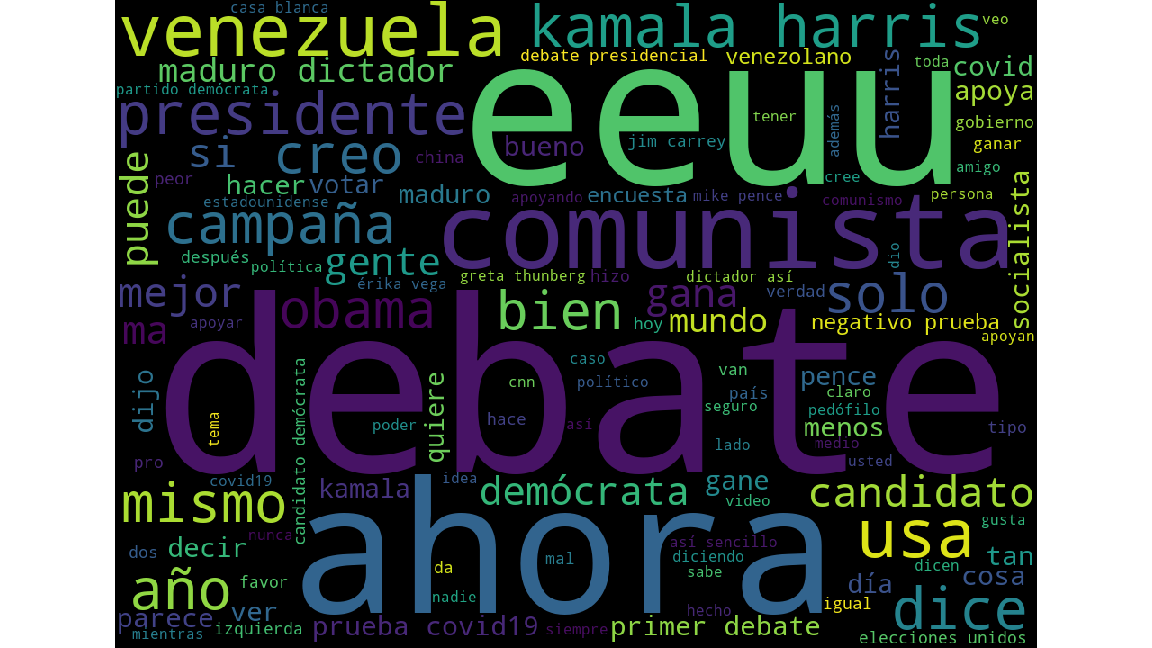 casa blanca
venezuela
kamala harris
veo
debate presidencial
venezolano
toda
maduro dictador
covid
harris
partido demócrata
apoya
presidente
eeuu
tener
además
gobierno
si
creo
china
bueno
jim carrey
ganar
peor
hacer
votar
maduro
apoyando
encuesta
mike pence
cree
amigo
persona
puede
estadounidense
comunismo
campaña
comunista
dio
socialista
después
política
gente
greta thunberg
hizo
dictador así
érika vega
verdad
mejor
obama
bien
gana
solo
ma
apoyar
hoy
mundo
negativo prueba
apoyan
debate
dijo
caso
cnn
político
van
país
pence
claro
seguro
pedófilo
tema
candidato demócrata
poder
quiere
hace
asi
lado
menos
medio
tipo
usted
pro
covid19
kamala
idea
demócrata
gane
video
candidato
mismo
ahora
usa
gusta
nunca
dos
decir
así sencillo
diciendo
sabe
mal
tan
dicen
cosa
año
favor
da
nadie
día
igual
dice
parece
ver
hecho
mientras
izquierda
prueba covid19
siempre
primer debate
elecciones unidos